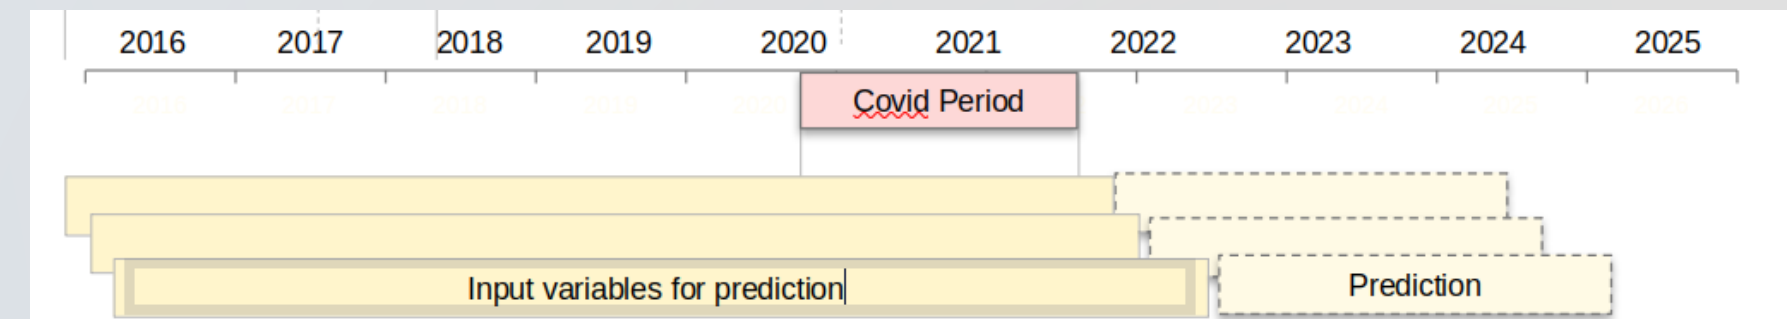 2016 2017 2018 2019 2020 2021 2022 2023 2024 2025
Covid Period
Input variables for prediction
Prediction